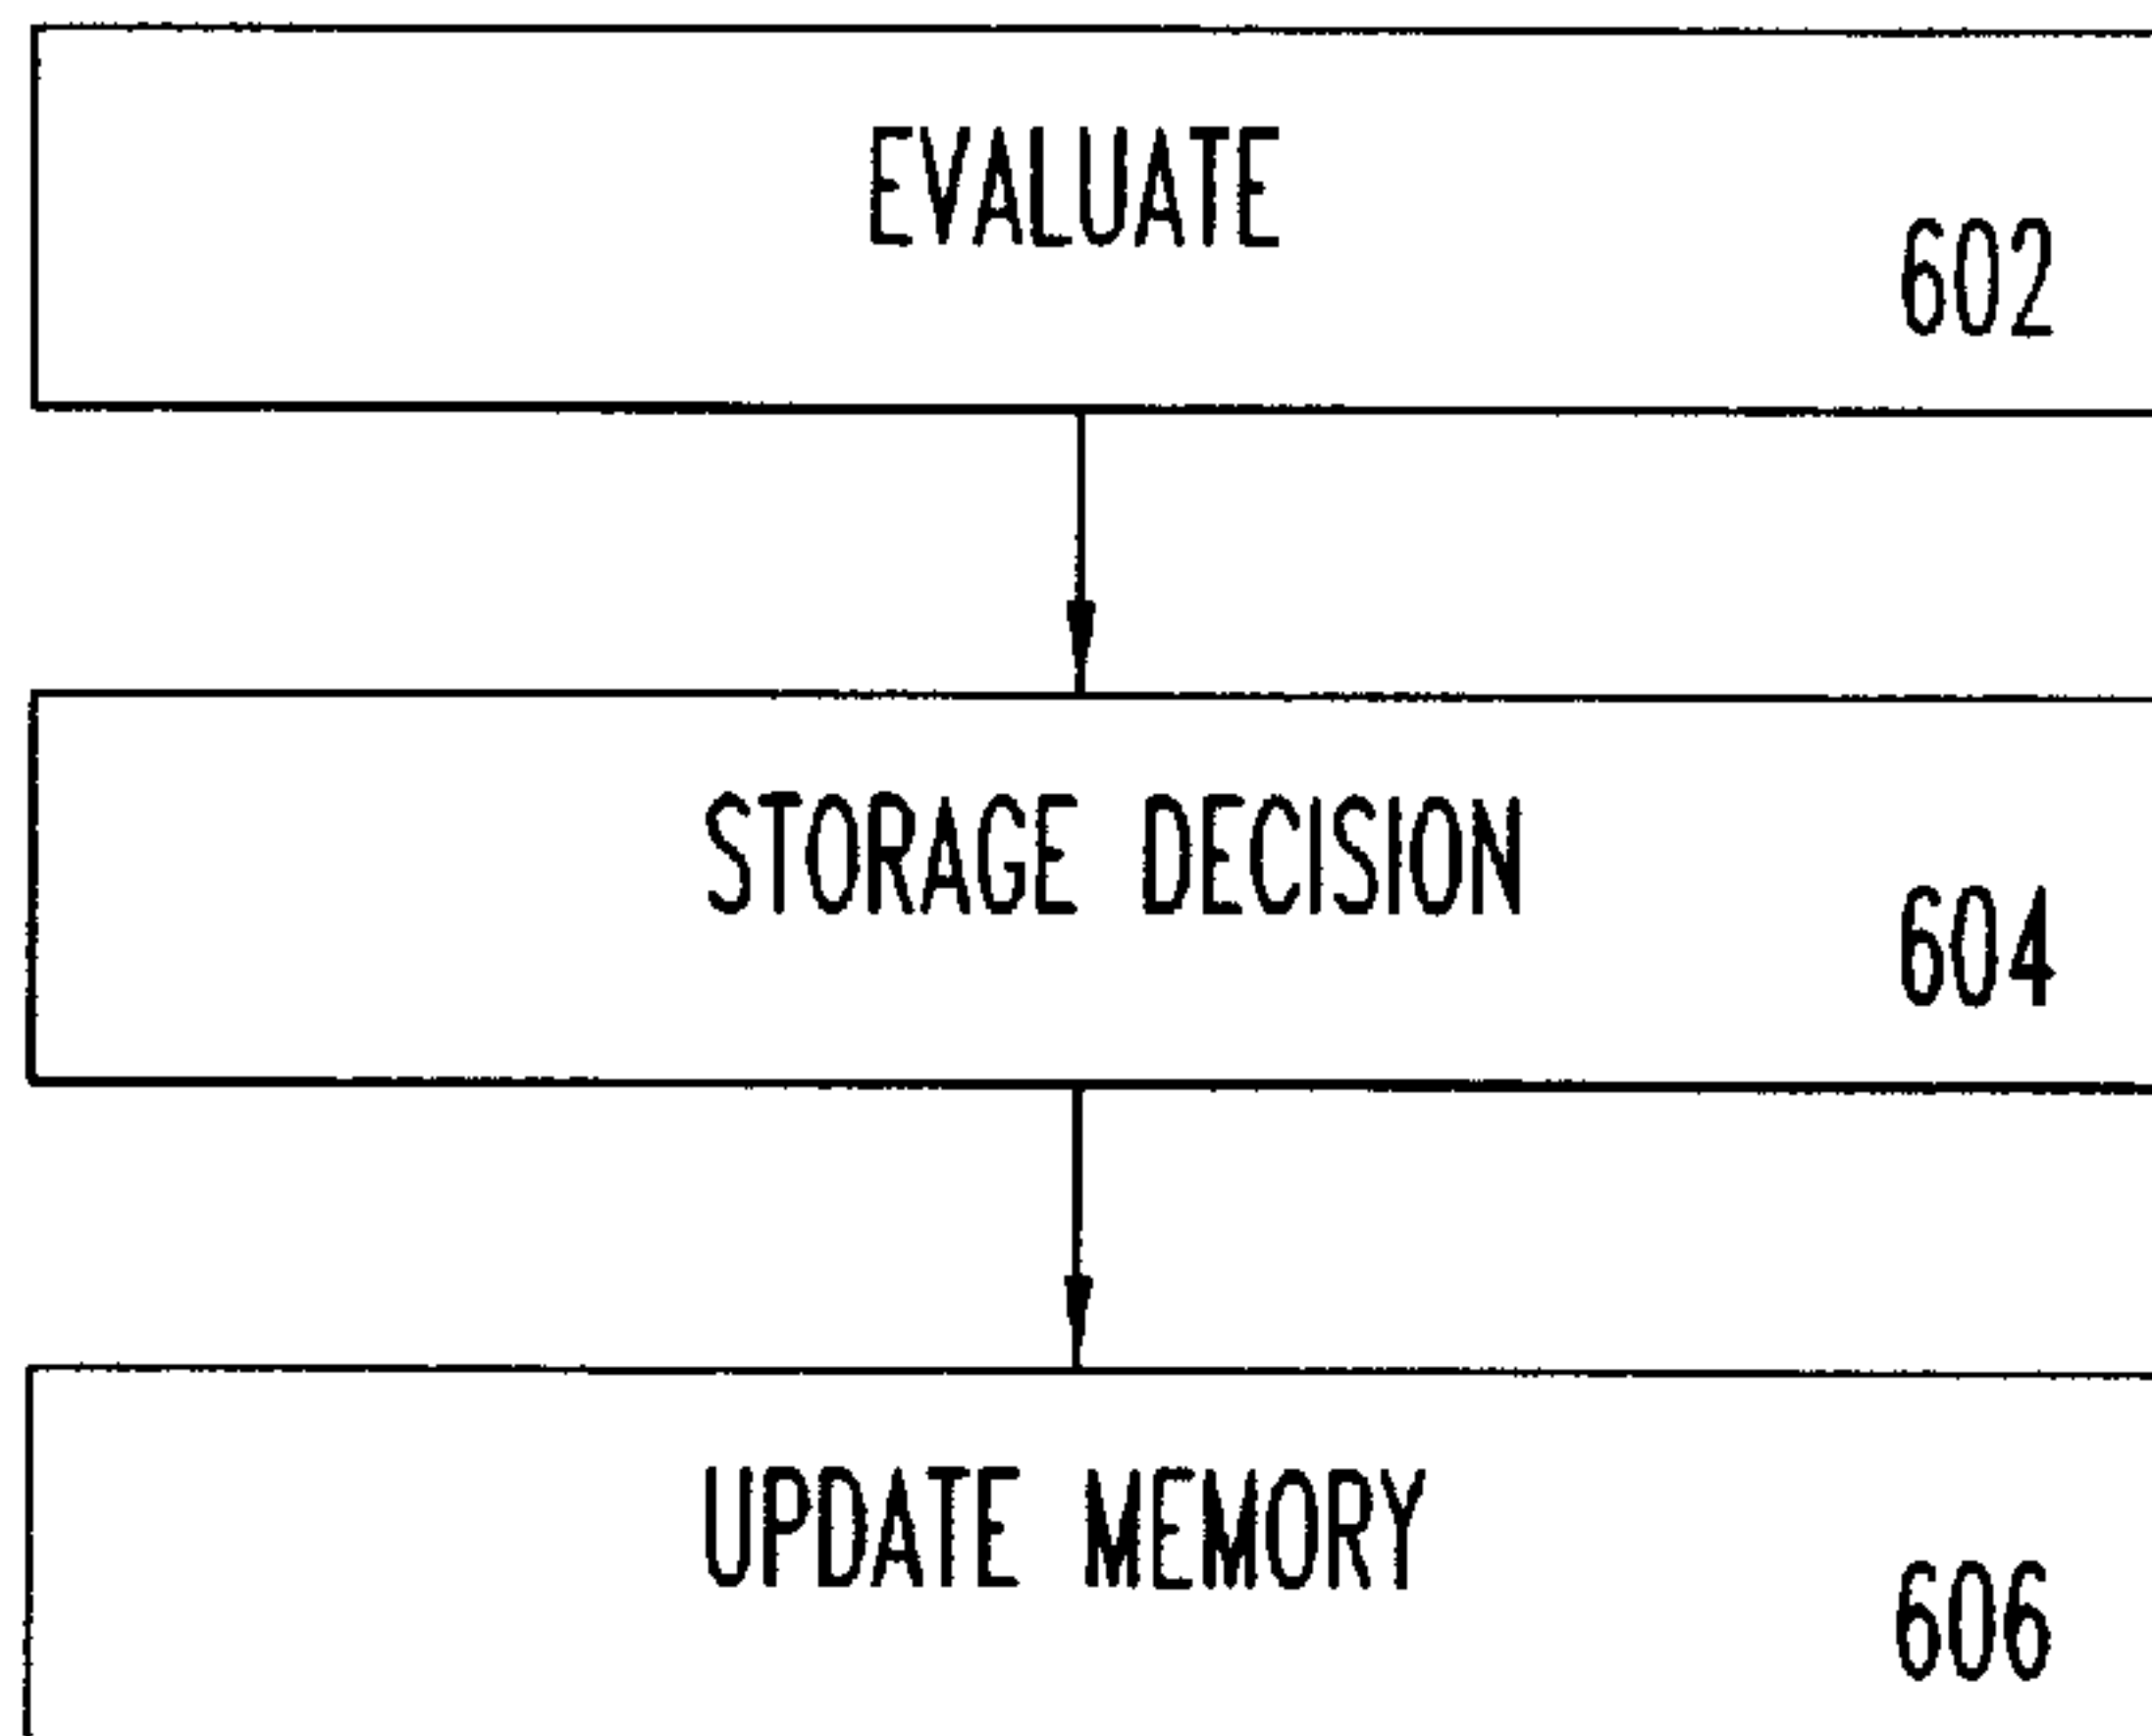 EVALUATE
602
STORAGE DECISION
604
UPDATE MEMORY
606